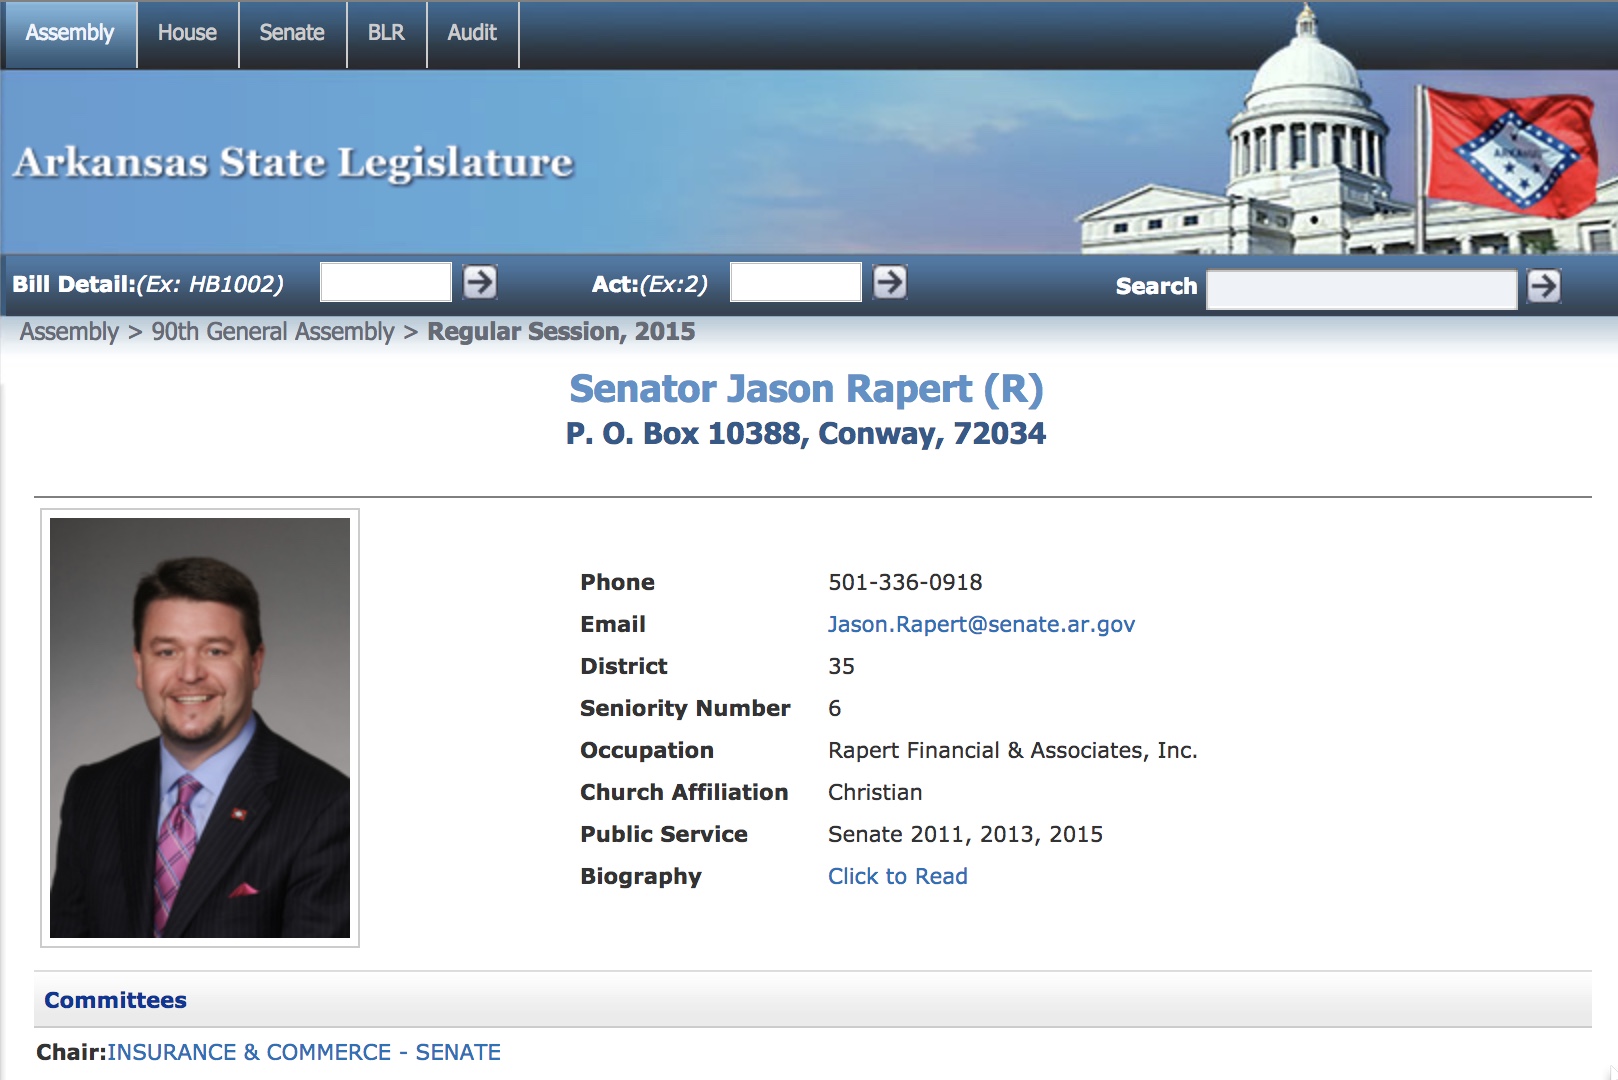 Assembly House Senate BLR Audit
Arkansas State Legislature
ARKANSAS
Bill Detail:(Ex: HB1002) Act:(Ex:2) Search
Assembly > 90th General Assembly > Regular Session, 2015
Senator Jason Rapert (R)
P. O. Box 10388, Conway, 72034
Phone 501-336-0918
Email Jason.Rapert@senate.ar.gov
District 35
Seniority Number 6
Occupation Rapert Financial & Associates, Inc.
Church Affiliation Christian
Public Service Senate 2011, 2013, 2015
Biography Click to Read
Committees
Chair:INSURANCE & COMMERCE - SENATE